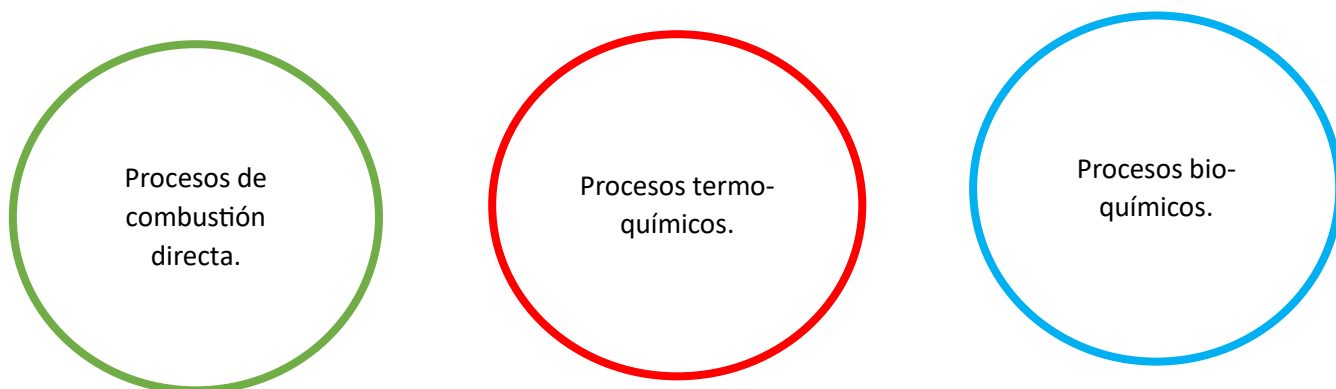 Procesos de
combustión
directa.
Procesos termo-
químicos.
Procesos bio-
químicos.